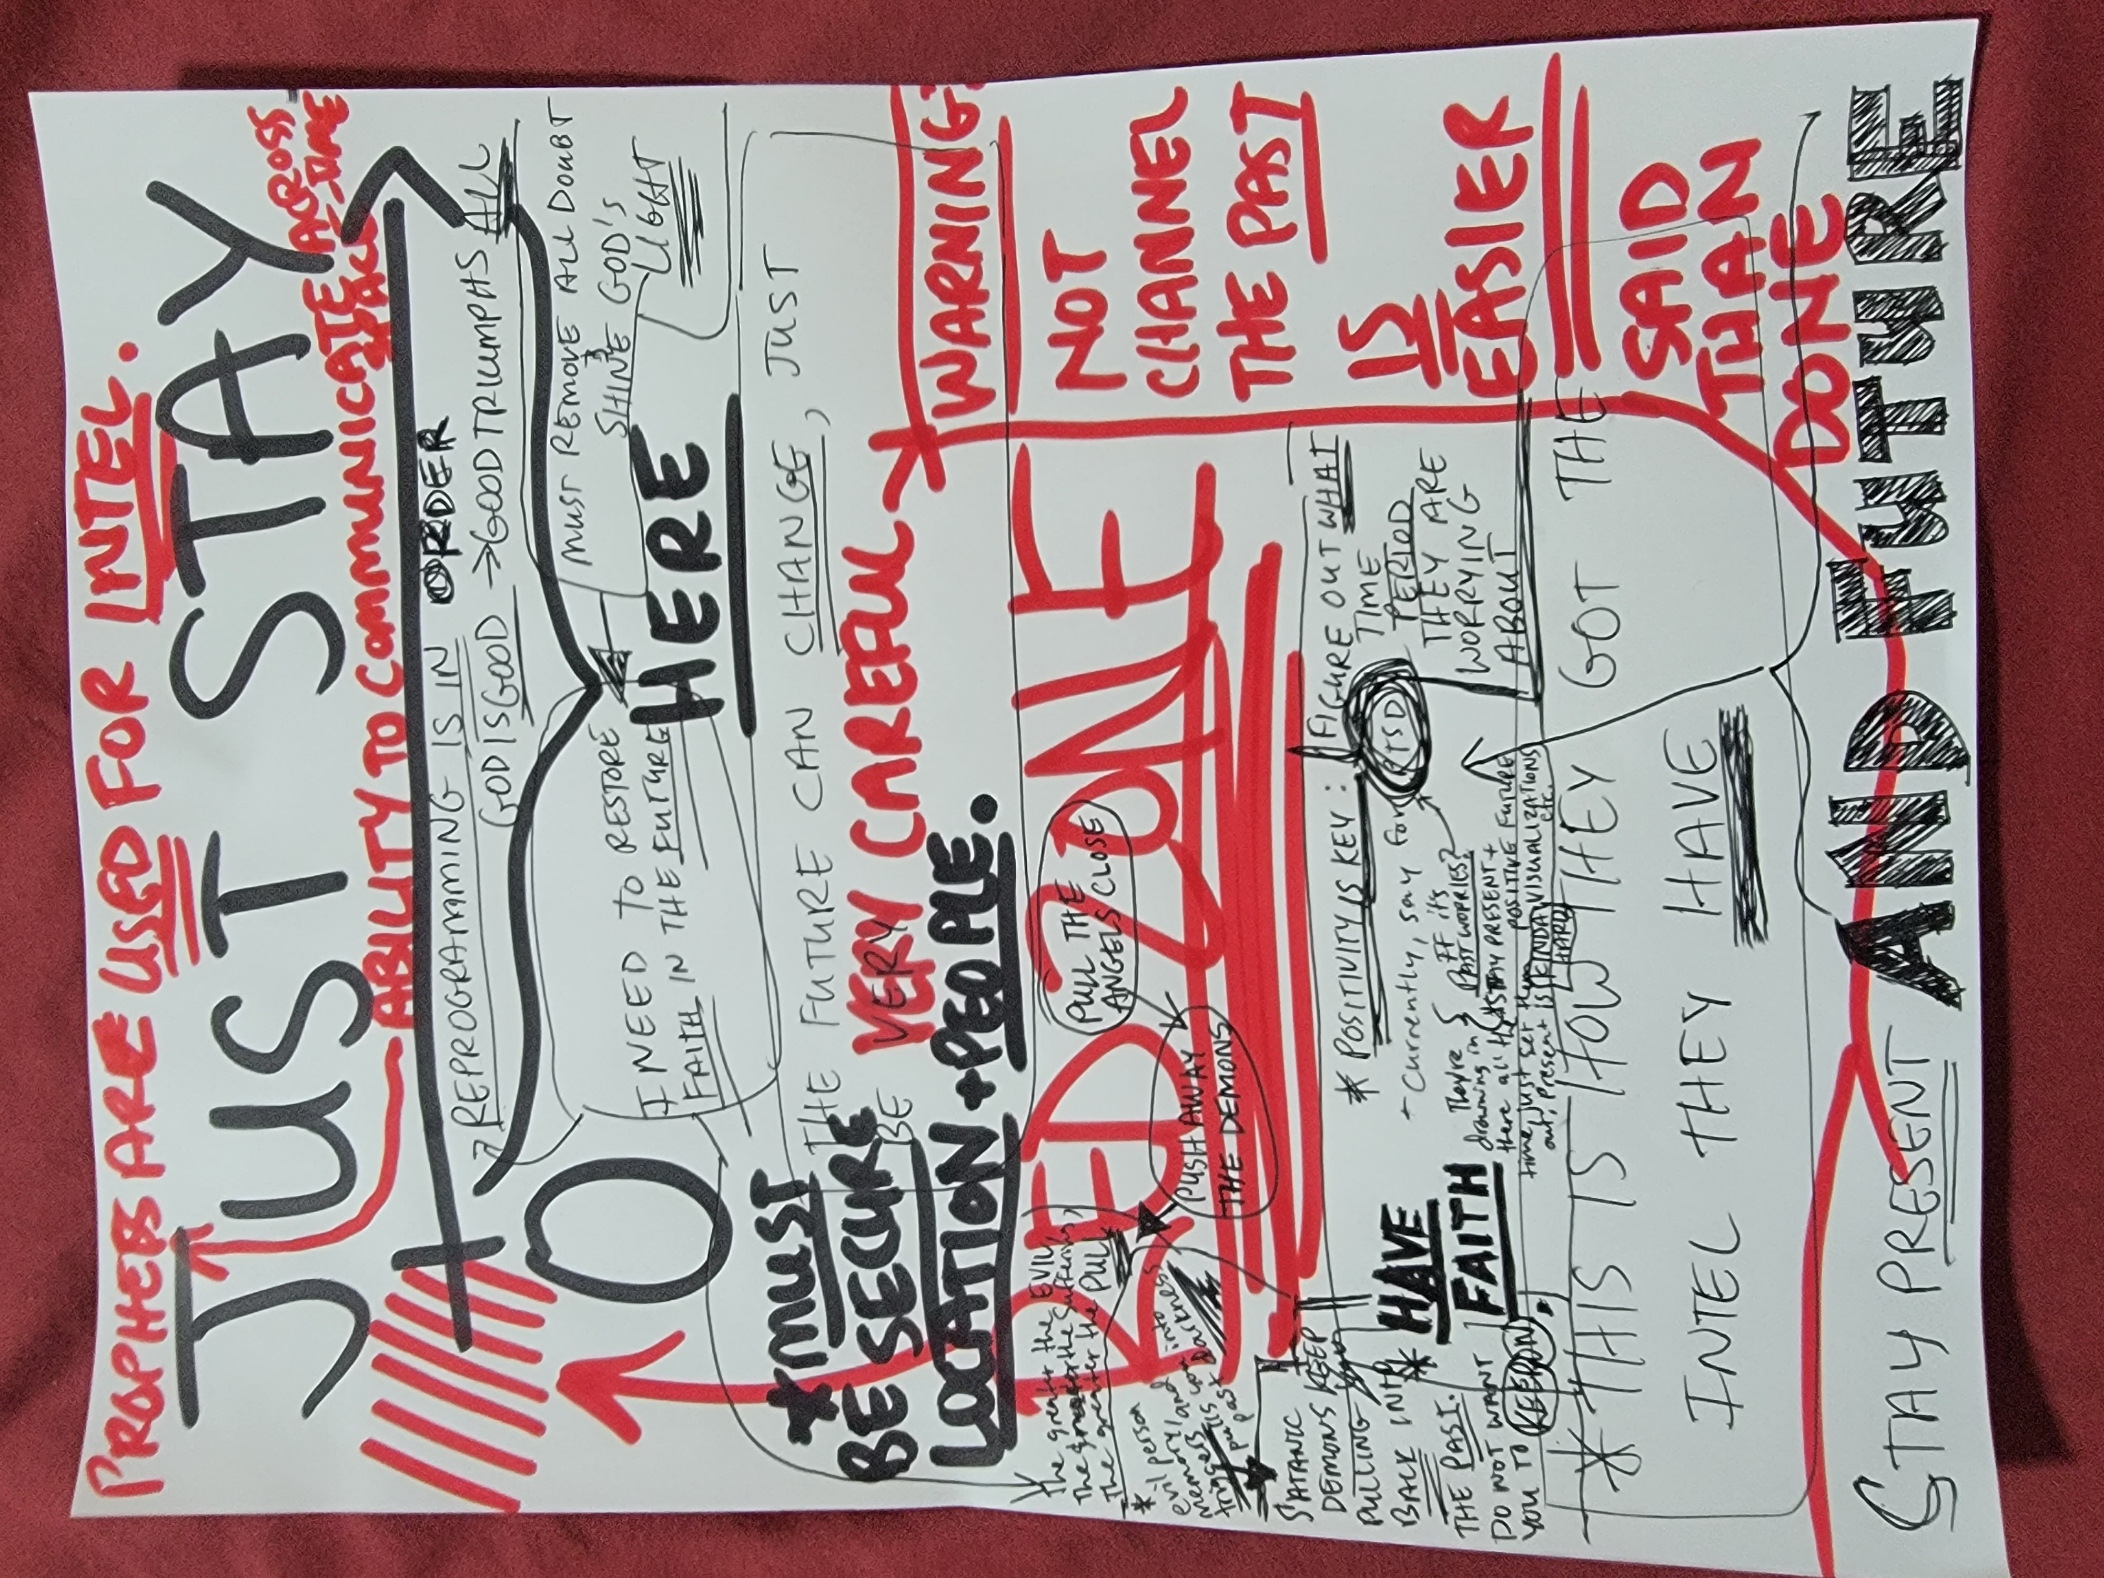 PROPHETS ARE USED FOR INTEL.
JUST STAY
ABILITY TO COMMUNICATE ACROSS
SPACE-TIME
REPROGRAMMING IS IN ORDER
GOD IS GOOD → GOOD TRIUMPHS ALL
O
MUST REMOVE ALL DOUBT
& SHINE GOD'S
LIGHT
I NEED TO RESTORE
FAITH IN THE FUTURE
HERE
* MUST
BE SECURE
LOCATION + PEOPLE.
THE FUTURE CAN CHANGE, JUST
BE VERY
VERY CAREFUL
WARNING:
NOT
CHANNEL
THE PAST
IS
EASIER
SAID
THAN
DONE
RED ZONE
The greater the EVIL,
The greater the Suffering,
The greater the PULL
* evil person
memory,
triggers, and
pulls you into
past darkness
PULL THE
ANGELS CLOSE
PUSH AWAY
THE DEMONS
SATANIC
DEMONS KEEP
PULLING you
BACK INTO
THE PAST.
DO NOT WANT
YOU TO KEEP ON.
* HAVE
FAITH
* POSITIVITY IS KEY:
- Currently, say for PTSD
FIGURE OUT WHAT
TIME
PERIOD
THEY ARE
WORRYING
ABOUT
If it's
PAST WORRIES?
* STAY PRESENT +
POSITIVE FUTURE
VISUALIZATIONS
etc.
They're
drowning in
there all the
time, just get them
out, Present is KINDA
HARD
* THIS IS HOW THEY GOT THE
INTEL THEY HAVE
STAY PRESENT AND FUTURE